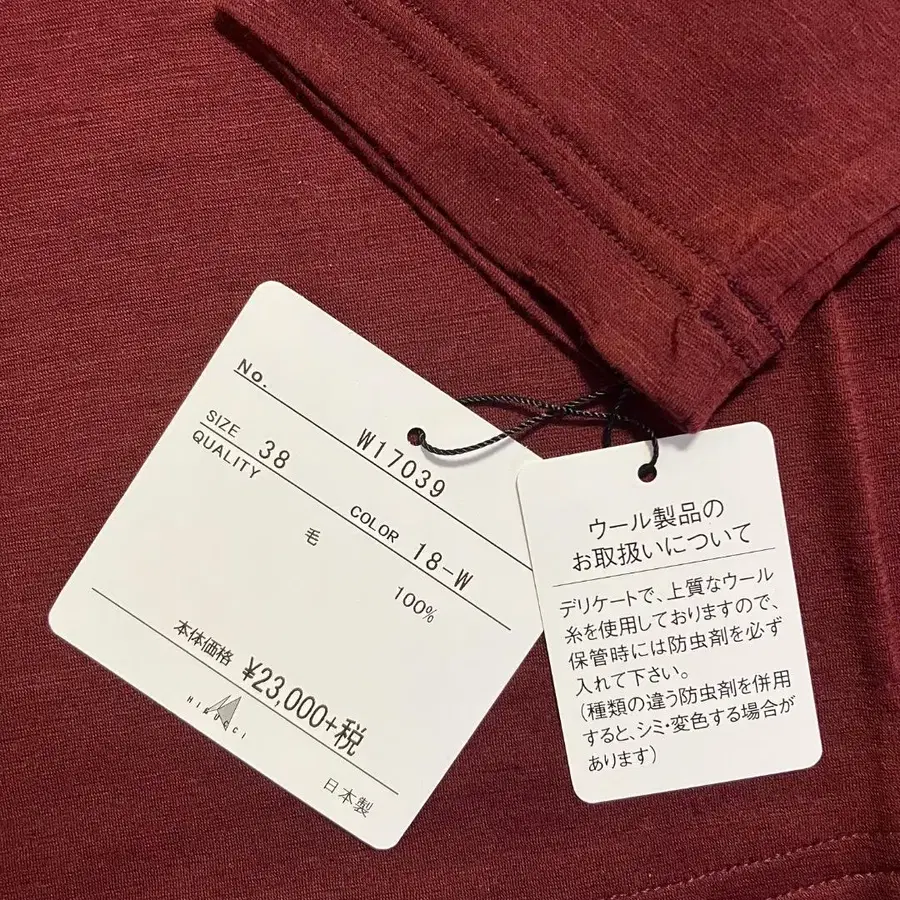 No. W17039
SIZE 38 COLOR 18-W
QUALITY
毛 100%
本体価格 ¥23,000+税
日本製
ウール製品の
お取扱いについて
デリケートで、上質なウール
糸を使用しておりますので、
保管時には防虫剤を必ず
入れて下さい。
(種類の違う防虫剤を併用
すると、シミ・変色する場合が
あります)